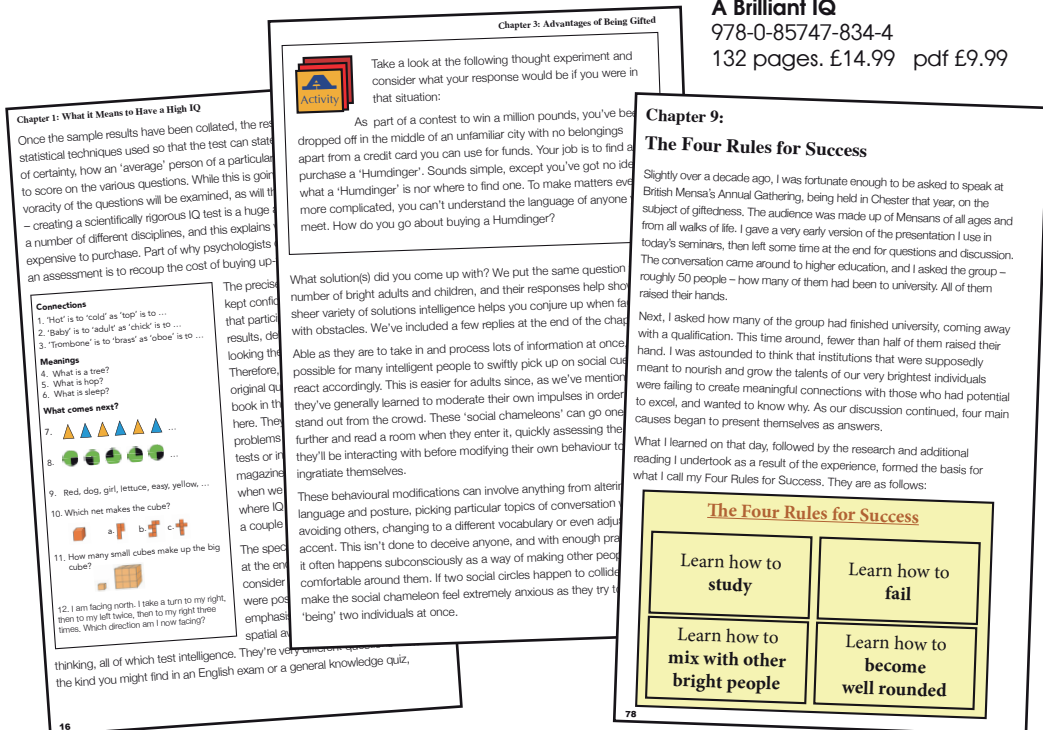 A Brilliant IQ
978-0-85747-834-4
132 pages. £14.99   pdf £9.99
Chapter 1: What it Means to Have a High IQ
Once the sample results have been collated, the
statistical techniques used so that the test can
of certainty, how an ‘average’ person of a particular
to score on the various questions. While this is
voracity of the questions will be examined, as will
– creating a scientifically rigorous IQ test is a huge
a number of different disciplines, and this explains
expensive to purchase. Part of why psychologists
an assessment is to recoup the cost of buying
Connections
1. ‘Hot’ is to ‘cold’ as ‘top’ is to …
2. ‘Baby’ is to ‘adult’ as ‘chick’ is to …
3. ‘Trombone’ is to ‘brass’ as ‘oboe’ is to …
Meanings
4. What is a tree?
5. What is hop?
6. What is sleep?
What comes next?
7. …
8. …
9. Red, dog, girl, lettuce, easy, yellow, …
10. Which net makes the cube?
a. b. c.
11. How many small cubes make up the big
cube?
12. I am facing north. I take a turn to my right,
then to my left twice, then to my right three
times. Which direction am I now facing?
The precise
kept
that
results,
looking the
Therefore,
original
book in
here. They
problems
tests or in
magazine
when we
where IQ
a couple
The
at the
consider
were
spatial
thinking, all of which test intelligence. They’re very different
the kind you might find in an English exam or a general knowledge quiz,
16
Chapter 3: Advantages of Being Gifted
Activity
Take a look at the following thought experiment and
consider what your response would be if you were in
that situation:
As part of a contest to win a million pounds, you’ve
dropped off in the middle of an unfamiliar city with no belongings
apart from a credit card you can use for funds. Your job is to find
purchase a ‘Humdinger’. Sounds simple, except you’ve got no
what a ‘Humdinger’ is nor where to find one. To make matters
more complicated, you can’t understand the language of anyone
meet. How do you go about buying a Humdinger?
What solution(s) did you come up with? We put the same question
number of bright adults and children, and their responses help
sheer variety of solutions intelligence helps you conjure up when
with obstacles. We’ve included a few replies at the end of the
Able as they are to take in and process lots of information at once,
possible for many intelligent people to swiftly pick up on social
react accordingly. This is easier for adults since, as we’ve
they’ve generally learned to moderate their own impulses in order
stand out from the crowd. These ‘social chameleons’ can go one
further and read a room when they enter it, quickly assessing the
they’ll be interacting with before modifying their own behaviour to
ingratiate themselves.
These behavioural modifications can involve anything from
language and posture, picking particular topics of conversation
avoiding others, changing to a different vocabulary or even
accent. This isn’t done to deceive anyone, and with enough
it often happens subconsciously as a way of making other
comfortable around them. If two social circles happen to collide
make the social chameleon feel extremely anxious as they try to
‘being’ two individuals at once.
Chapter 9:
The Four Rules for Success
Slightly over a decade ago, I was fortunate enough to be asked to speak at
British Mensa’s Annual Gathering, being held in Chester that year, on the
subject of giftedness. The audience was made up of Mensans of all ages and
from all walks of life. I gave a very early version of the presentation I use in
today’s seminars, then left some time at the end for questions and discussion.
The conversation came around to higher education, and I asked the group –
roughly 50 people – how many of them had been to university. All of them
raised their hands.
Next, I asked how many of the group had finished university, coming away
with a qualification. This time around, fewer than half of them raised their
hand. I was astounded to think that institutions that were supposedly
meant to nourish and grow the talents of our very brightest individuals
were failing to create meaningful connections with those who had potential
to excel, and wanted to know why. As our discussion continued, four main
causes began to present themselves as answers.
What I learned on that day, followed by the research and additional
reading I undertook as a result of the experience, formed the basis for
what I call my Four Rules for Success. They are as follows:
The Four Rules for Success
Learn how to
study
Learn how to
fail
Learn how to
mix with other
bright people
Learn how to
become
well rounded
78